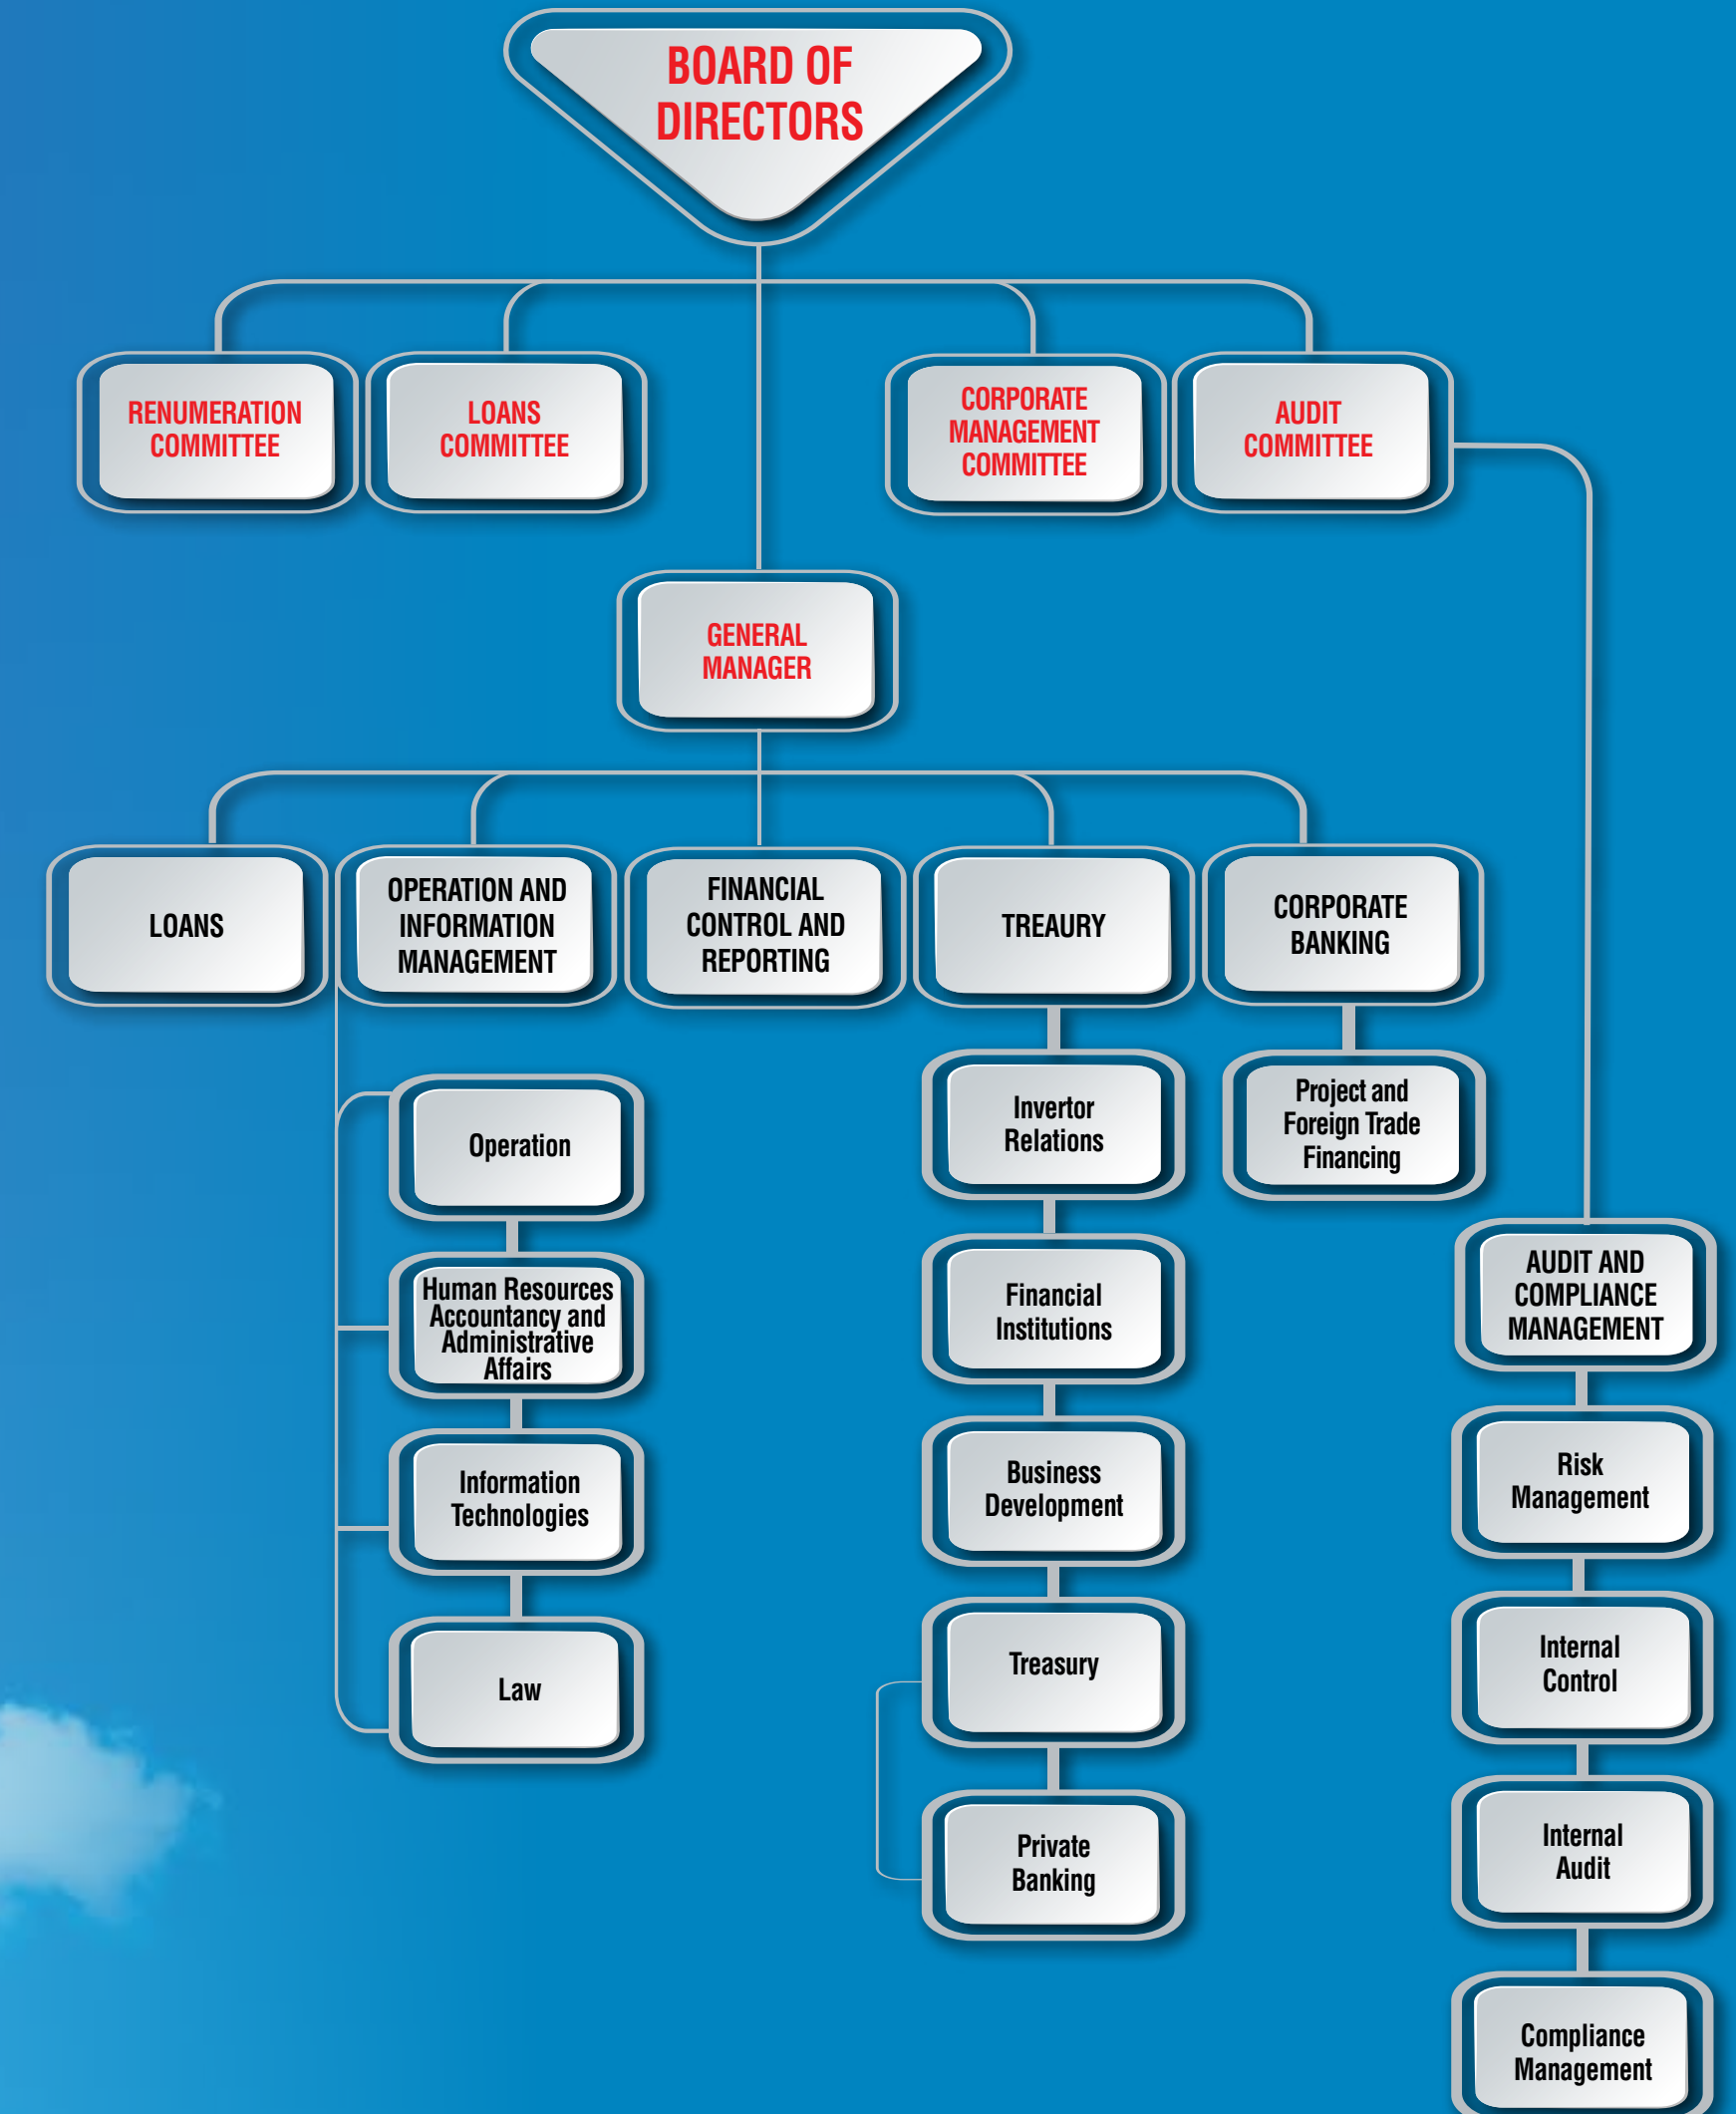 BOARD OF
DIRECTORS
RENUMERATION
COMMITTEE
LOANS
COMMITTEE
CORPORATE
MANAGEMENT
COMMITTEE
AUDIT
COMMITTEE
GENERAL
MANAGER
LOANS
OPERATION AND
INFORMATION
MANAGEMENT
FINANCIAL
CONTROL AND
REPORTING
TREAURY
CORPORATE
BANKING
Operation
Human Resources
Accountancy and
Administrative
Affairs
Information
Technologies
Law
Invertor
Relations
Financial
Institutions
Business
Development
Treasury
Private
Banking
Project and
Foreign Trade
Financing
AUDIT AND
COMPLIANCE
MANAGEMENT
Risk
Management
Internal
Control
Internal
Audit
Compliance
Management